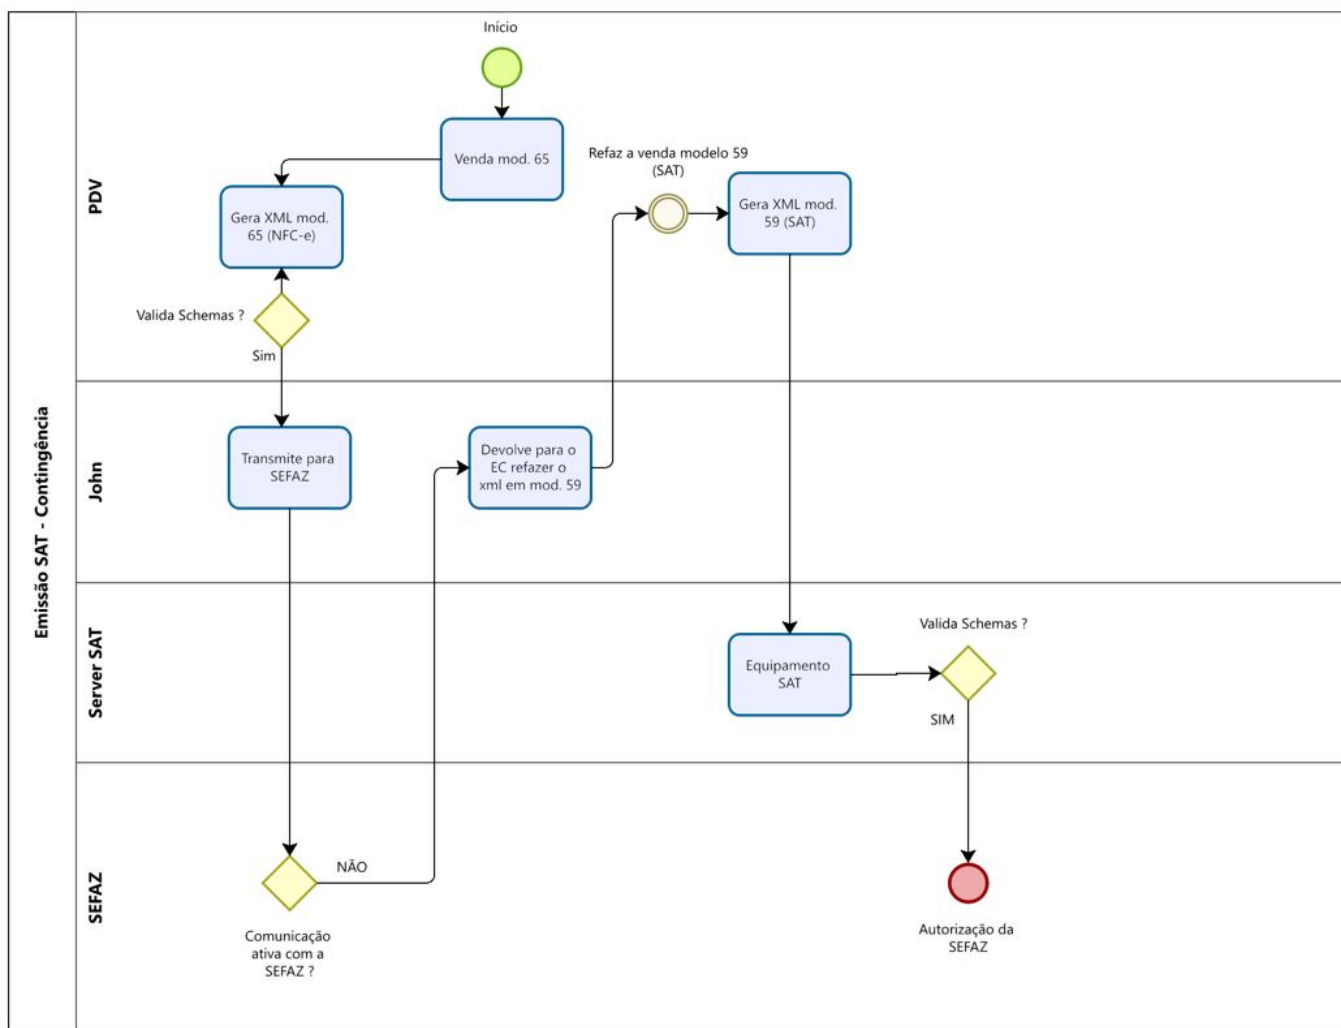 Emissão SAT - Contingência
PDV
Início
Venda mod. 65
Gera XML mod.
65 (NFC-e)
Valida Schemas ?
Sim
Refaz a venda modelo 59
(SAT)
Gera XML mod.
59 (SAT)
John
Transmite para
SEFAZ
Devolve para o
EC refazer o
xml em mod. 59
Server SAT
Equipamento
SAT
Valida Schemas ?
SIM
SEFAZ
NÃO
Comunicação
ativa com a
SEFAZ ?
Autorização da
SEFAZ